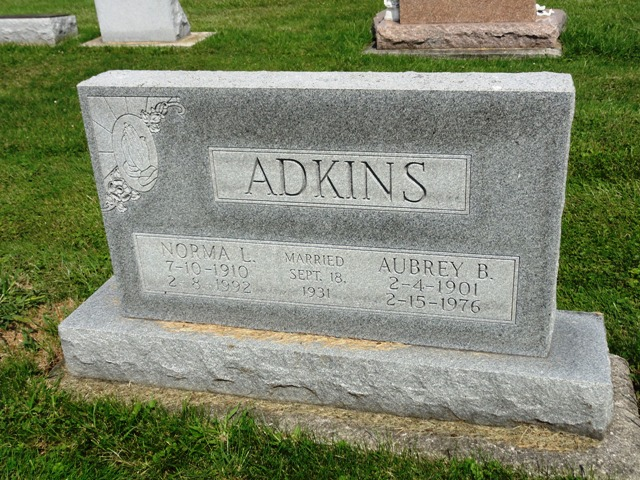 ADKINS
NORMA L.
7-10-1910
2-8-1992
MARRIED
SEPT. 18,
1931
AUBREY B.
2-4-1901
2-15-1976